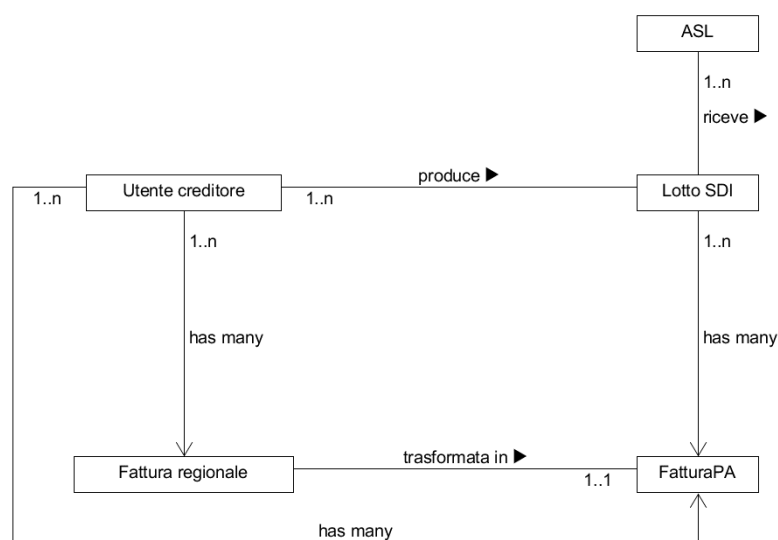 ASL
1..n
riceve ▶
produce ▶
1..n
Utente creditore
1..n
Lotto SDI
1..n
1..n
has many
has many
Fattura regionale
trasformata in ▶
1..1
FatturaPA
has many